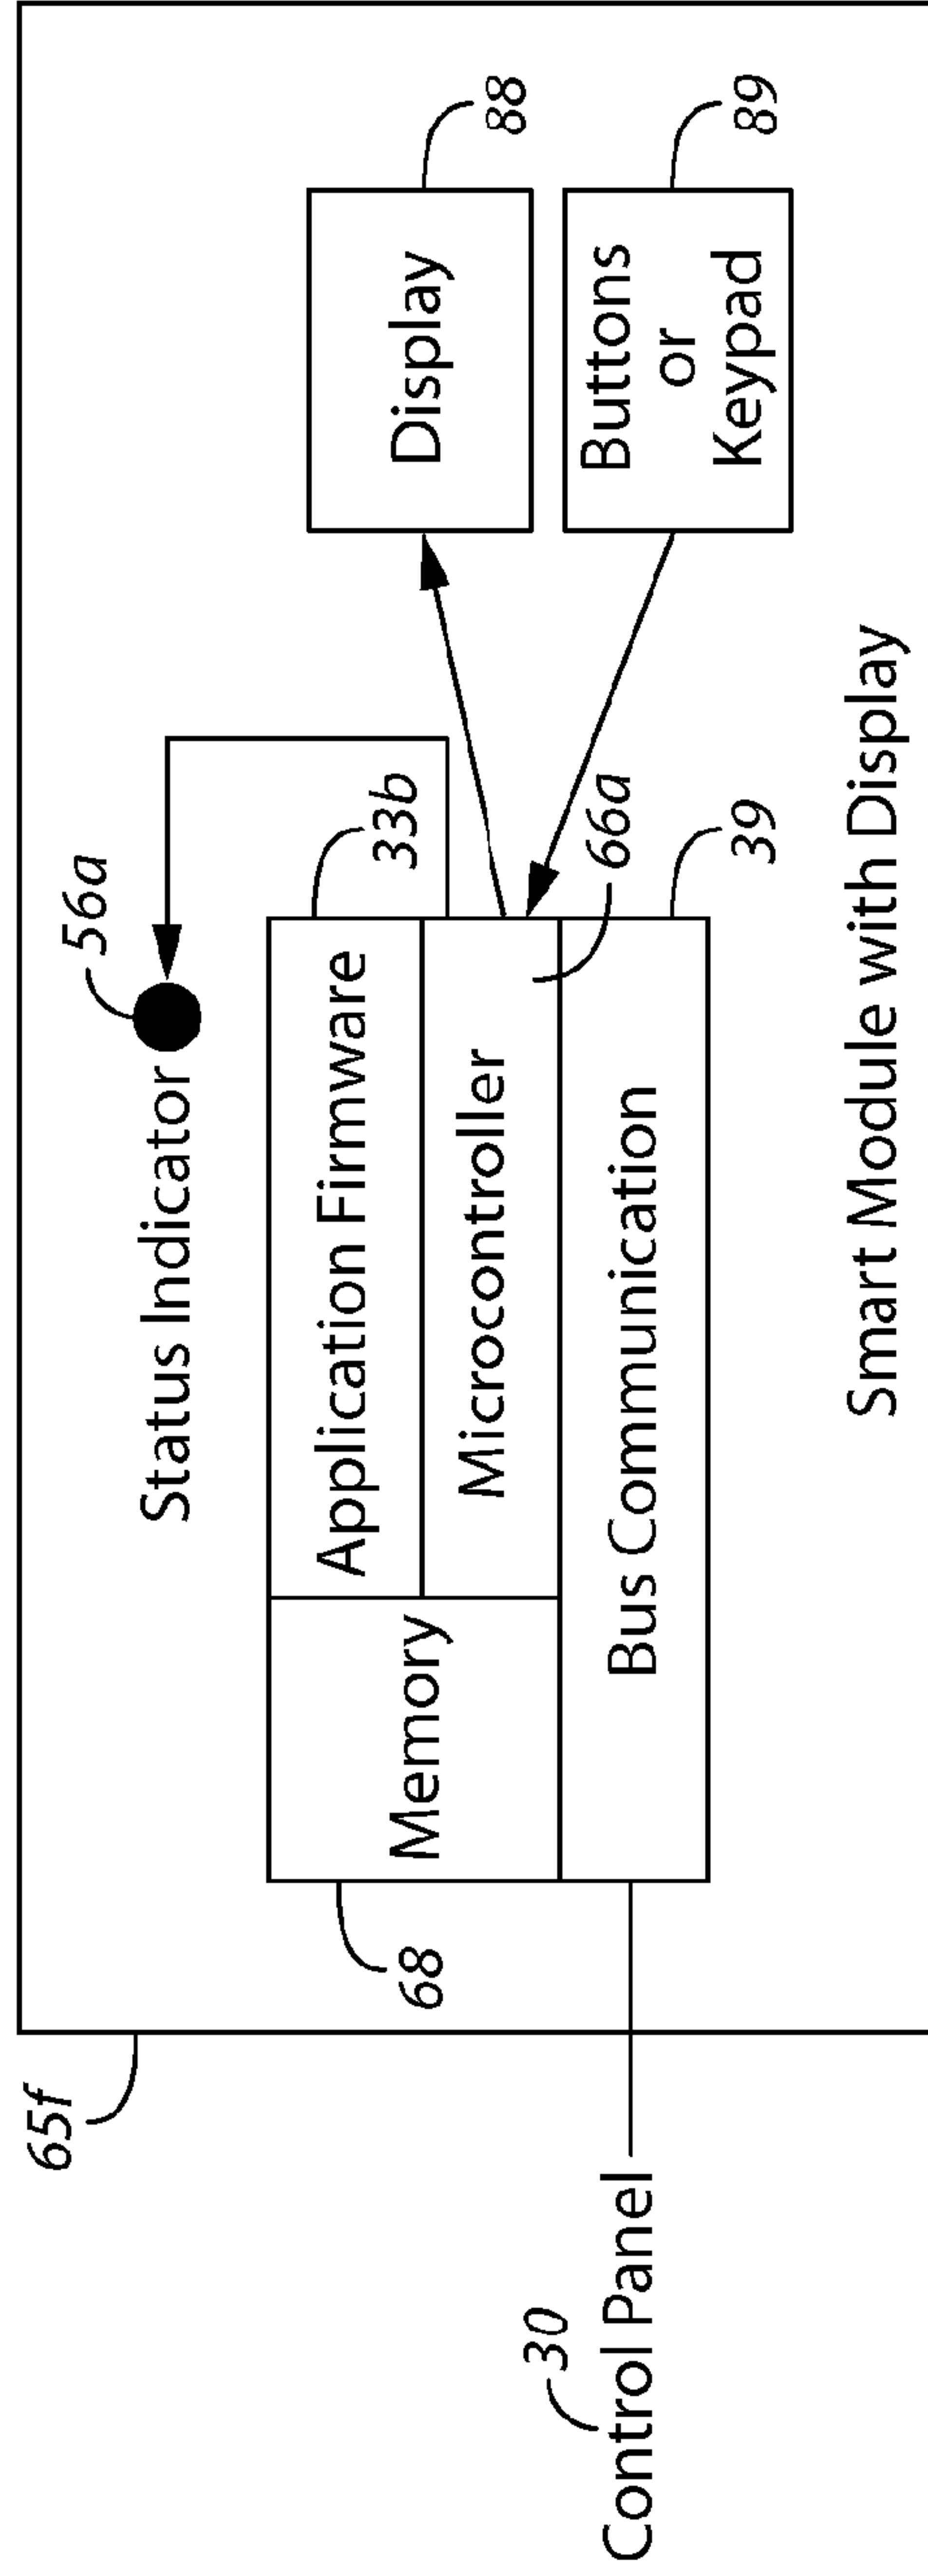 65f
56a
Status Indicator
33b
Application Firmware
Memory
68
Microcontroller
66a
Bus Communication
39
Display
88
Buttons
or
Keypad
89
30
Control Panel
Smart Module with Display